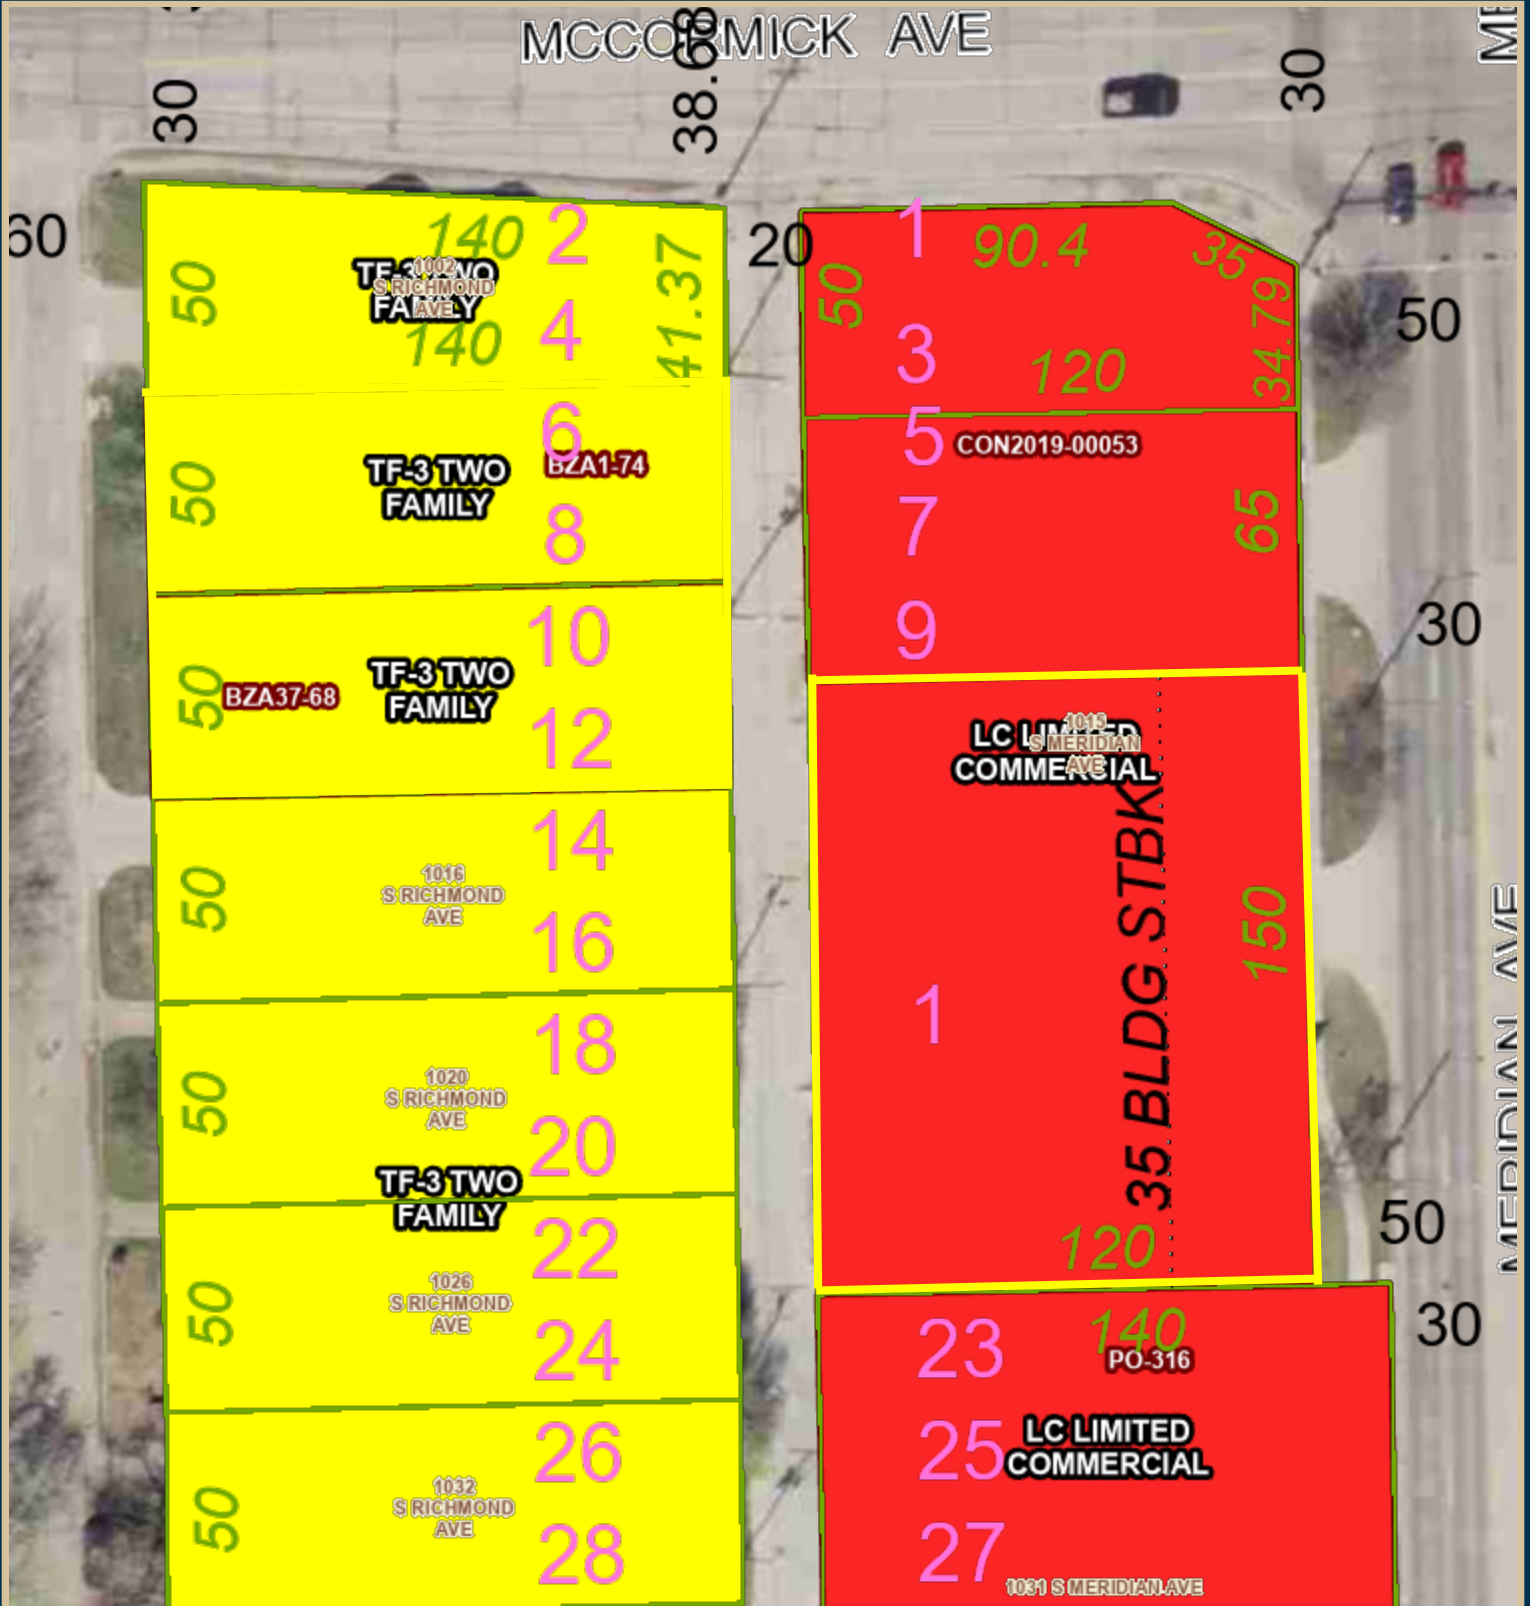 MCCORMICK AVE
30
38.68
30
60
140
2
50
TF-3 TWO
FAMILY
1002
S RICHMOND
AVE
140
4
41.37
20
1
90.4
35
50
34.79
3
120
50
6
BZA1-74
50
TF-3 TWO
FAMILY
8
5
CON2019-00053
7
65
9
30
10
50
BZA37-68
TF-3 TWO
FAMILY
12
LC LIMITED
COMMERCIAL
1015
S MERIDIAN
AVE
35 BLDG STBK
150
1
120
14
50
1016
S RICHMOND
AVE
16
18
50
1020
S RICHMOND
AVE
20
TF-3 TWO
FAMILY
22
50
1026
S RICHMOND
AVE
24
26
50
1032
S RICHMOND
AVE
28
MERIDIAN AVE
50
30
23
140
PO-316
25
LC LIMITED
COMMERCIAL
27
1031 S MERIDIAN AVE